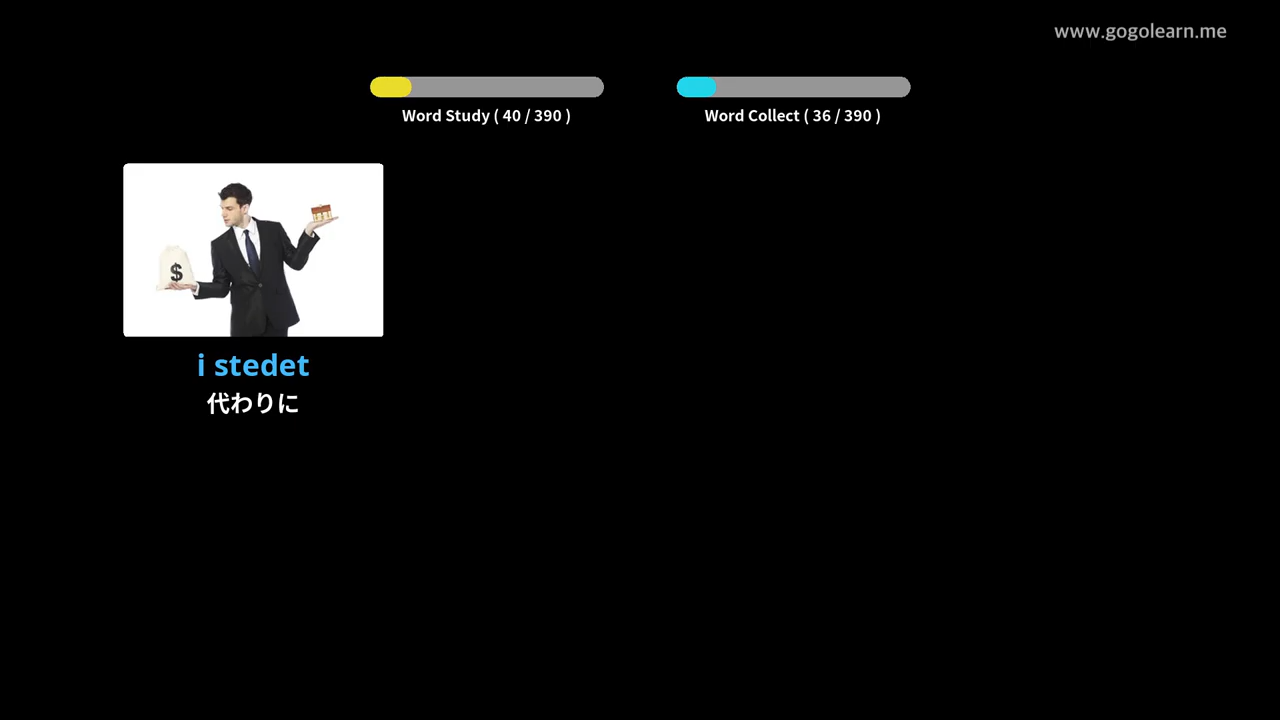 www.gogolearn.me
Word Study ( 40 / 390 )
Word Collect ( 36 / 390 )
$
i stedet
代わりに